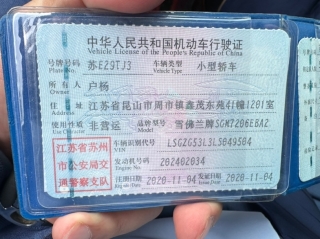 中华人民共和国机动车行驶证
Vehicle License of the People's Republic of China
号牌号码 苏E29TJ3 车辆类型 小型轿车
Plate No. Vehicle Type
所有人 户杨
Owner
住址 江苏省昆山市周市镇鑫茂东苑41幢1201室
Address
使用性质 非营运 品牌型号 雪佛兰牌SGM7206EBA2
Use Character Model
江苏省苏州
市公安局交
通警察支队
车辆识别代号 LSGZG53L3LS049504
VIN
发动机号码 202402034
Engine No.
注册日期 2020-11-04 发证日期 2020-11-04
Register Date Issue Date